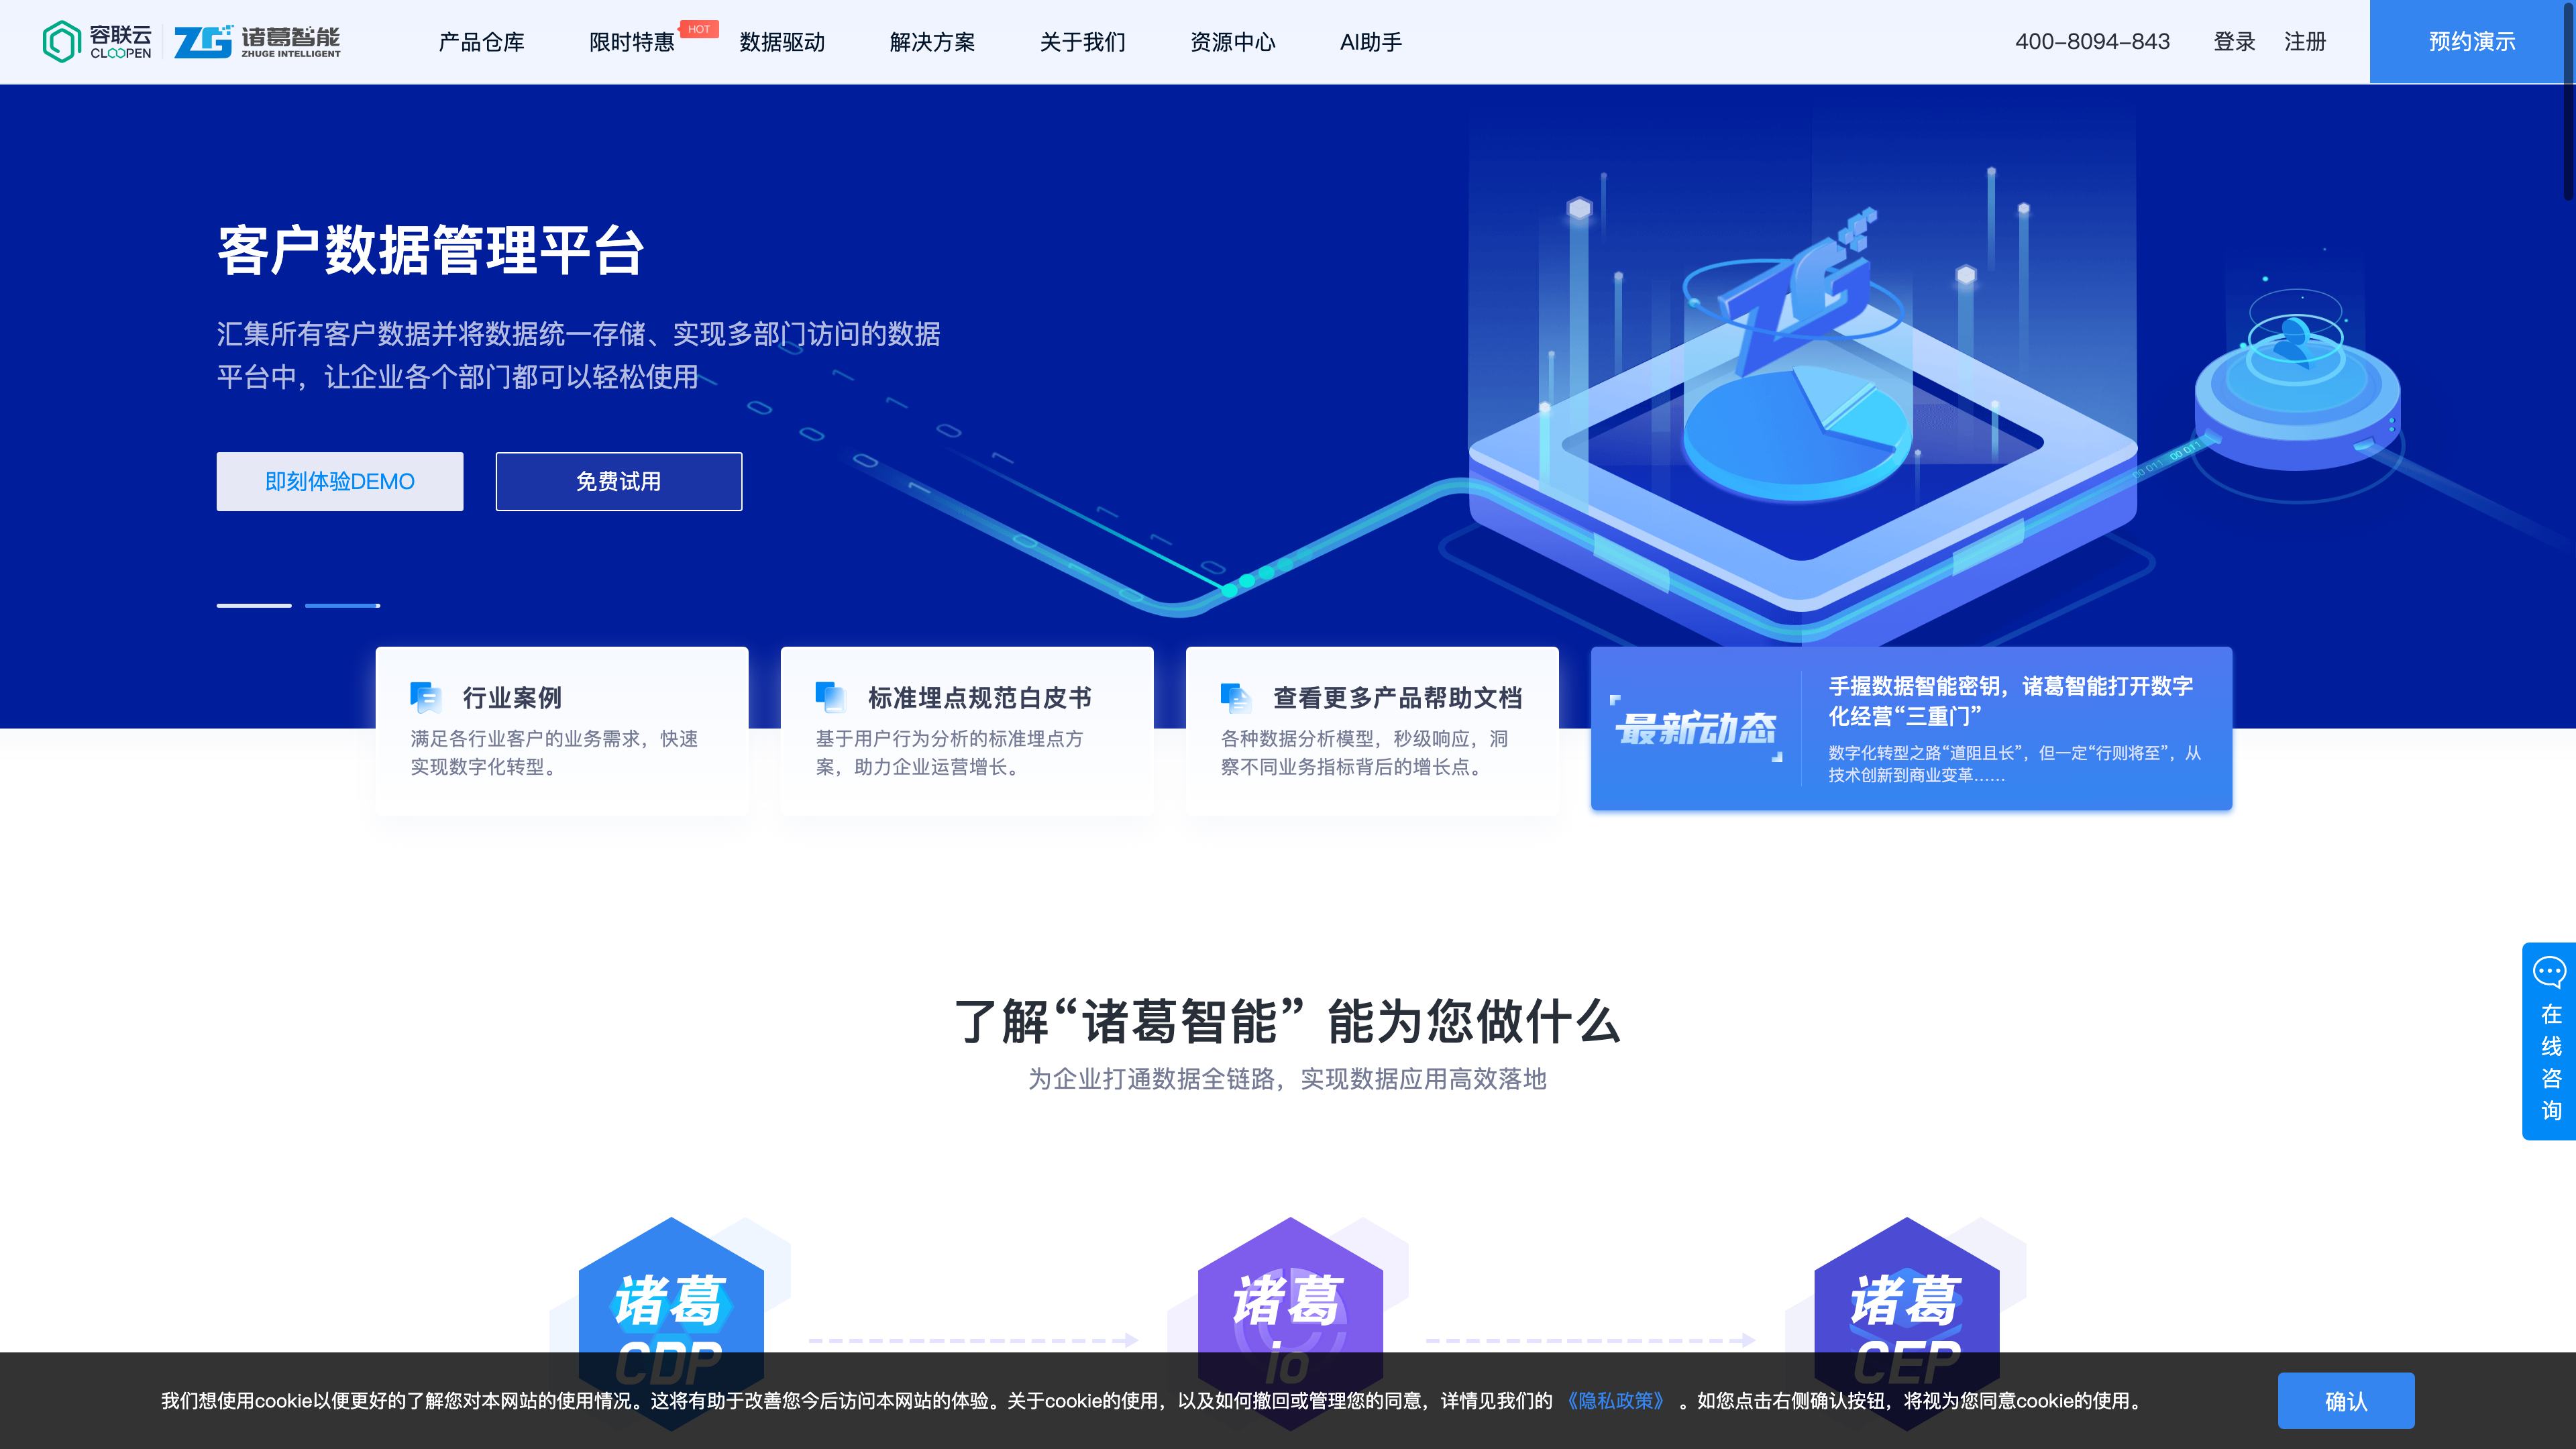 容联云
CLOOPEN
ZG
诸葛智能
ZHUGE INTELLIGENT
产品仓库
限时特惠
HOT
数据驱动
解决方案
关于我们
资源中心
AI助手
400-8094-843
登录
注册
预约演示
客户数据管理平台
汇集所有客户数据并将数据统一存储、实现多部门访问的数据
平台中，让企业各个部门都可以轻松使用
即刻体验DEMO
免费试用
ZG
行业案例
满足各行业客户的业务需求，快速
实现数字化转型。
标准埋点规范白皮书
基于用户行为分析的标准埋点方
案，助力企业运营增长。
查看更多产品帮助文档
各种数据分析模型，秒级响应，洞
察不同业务指标背后的增长点。
最新动态
手握数据智能密钥，诸葛智能打开数字
化经营“三重门”
数字化转型之路“道阻且长”，但一定“行则将至”，从
技术创新到商业变革……
了解“诸葛智能” 能为您做什么
为企业打通数据全链路，实现数据应用高效落地
在线咨询
诸葛
CDP
诸葛
io
诸葛
CEP
我们想使用cookie以便更好的了解您对本网站的使用情况。这将有助于改善您今后访问本网站的体验。关于cookie的使用，以及如何撤回或管理您的同意，详情见我们的 《隐私政策》 。如您点击右侧确认按钮，将视为您同意cookie的使用。
确认